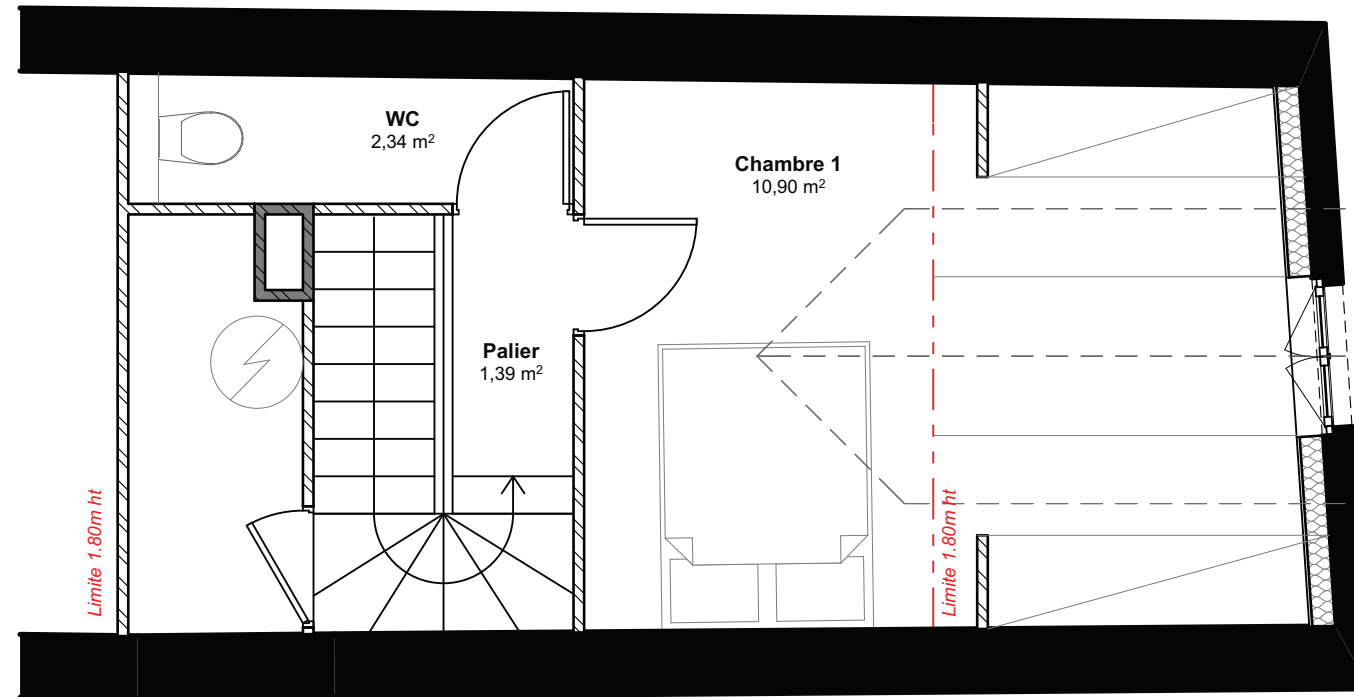 WC
2,34 m²
Chambre 1
10,90 m²
Palier
1,39 m²
Limite 1.80m ht
Limite 1.80m ht